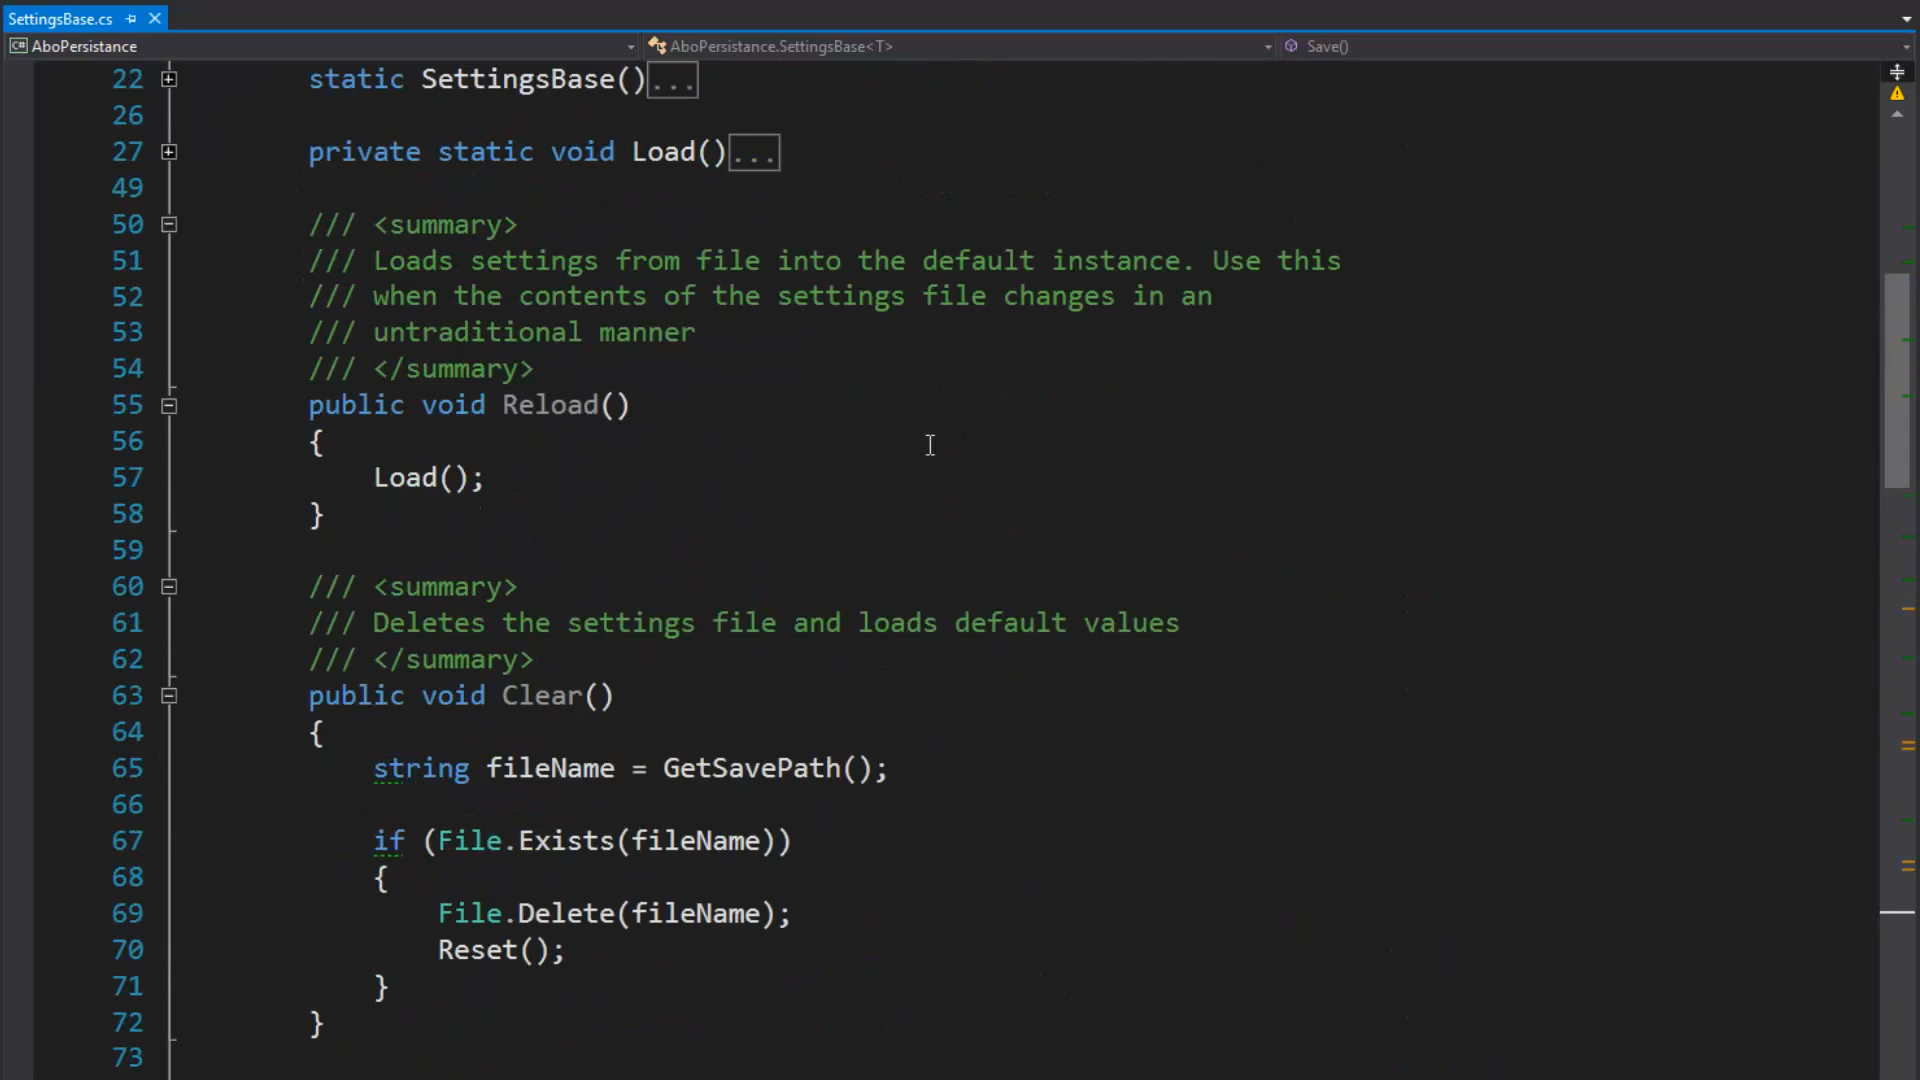 SettingsBase.cs
C# AboPersistance AboPersistance.SettingsBase<T> Save()
22 static SettingsBase()...
26
27 private static void Load()...
49
50 /// <summary>
51 /// Loads settings from file into the default instance. Use this
52 /// when the contents of the settings file changes in an
53 /// untraditional manner
54 /// </summary>
55 public void Reload()
56 {
57 Load();
58 }
59
60 /// <summary>
61 /// Deletes the settings file and loads default values
62 /// </summary>
63 public void Clear()
64 {
65 string fileName = GetSavePath();
66
67 if (File.Exists(fileName))
68 {
69 File.Delete(fileName);
70 Reset();
71 }
72 }
73